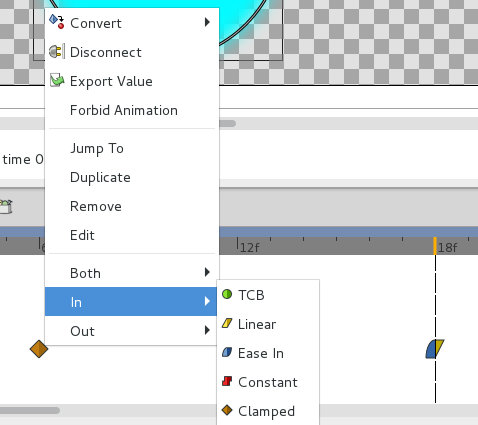 Convert
Disconnect
Export Value
Forbid Animation
time 0
Jump To
Duplicate
Remove
Edit
12f
18f
Both
In
Out
TCB
Linear
Ease In
Constant
Clamped